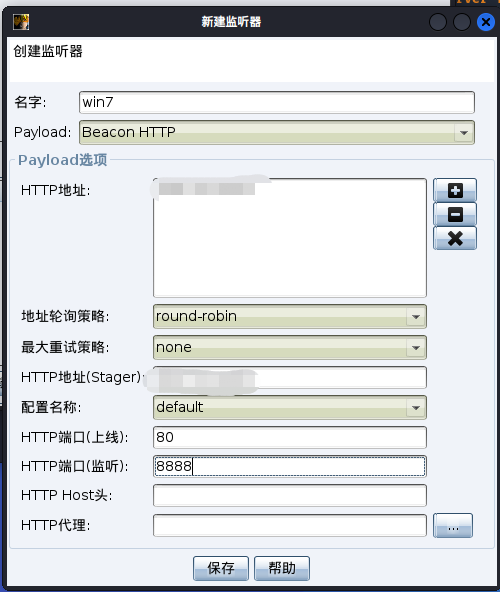 新建监听器
创建监听器
名字: win7
Payload: Beacon HTTP
Payload选项
HTTP地址:
地址轮询策略: round-robin
最大重试策略: none
HTTP地址(Stager):
配置名称: default
HTTP端口(上线): 80
HTTP端口(监听): 8888
HTTP Host头:
HTTP代理: ...
保存 帮助